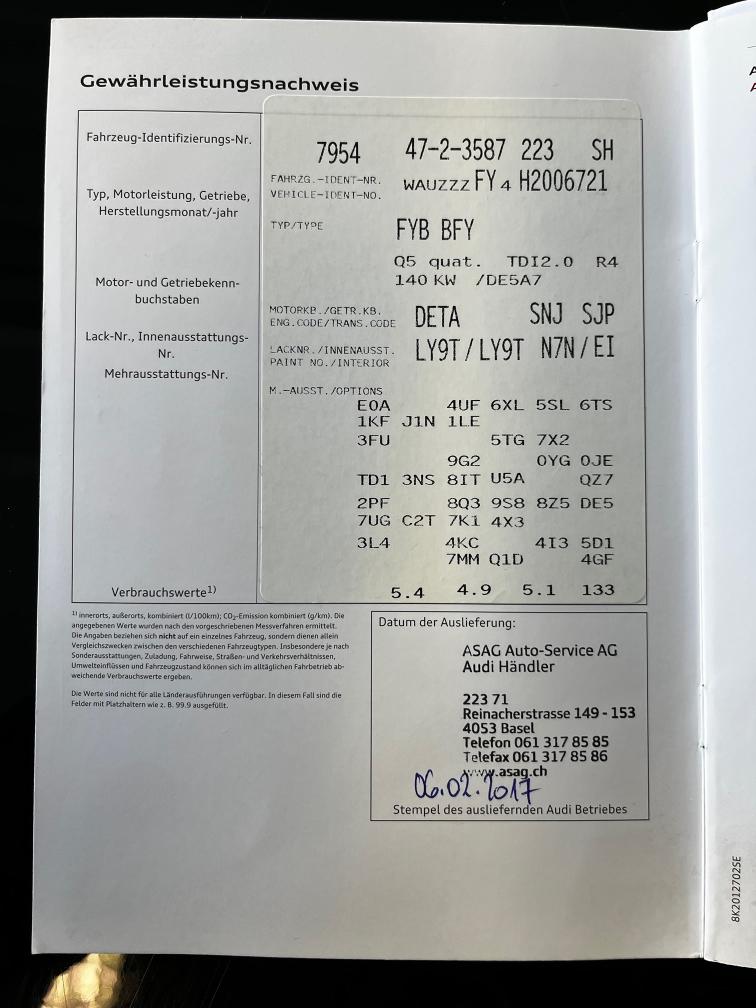 Gewährleistungsnachweis
Fahrzeug-Identifizierungs-Nr.
7954 47-2-3587 223 SH
FAHRZG.-IDENT-NR.
VEHICLE-IDENT-NO.
WAUZZZ FY 4 H2006721
Typ, Motorleistung, Getriebe,
Herstellungsmonat/-jahr
TYP/TYPE
FYB BFY
Q5 quat. TDI2.0 R4
140 KW /DE5A7
Motor- und Getriebekenn-
buchstaben
MOTORKB./GETR.KB.
ENG.CODE/TRANS.CODE
DETA SNJ SJP
Lack-Nr., Innenausstattungs-
Nr.
LACKNR./INNENAUSST.
PAINT NO./INTERIOR
LY9T/LY9T N7N/EI
Mehrausstattungs-Nr.
M.-AUSST./OPTIONS
E0A 4UF 6XL 5SL 6TS
1KF J1N 1LE
3FU 5TG 7X2
9G2 0YG 0JE
TD1 3NS 8IT U5A QZ7
2PF 8Q3 9S8 8Z5 DE5
7UG C2T 7K1 4X3
3L4 4KC 4I3 5D1
7MM Q1D 4GF
Verbrauchswerte1)
5.4 4.9 5.1 133
1) innerorts, außerorts, kombiniert (l/100km); CO2-Emission kombiniert (g/km). Die
angegebenen Werte wurden nach den vorgeschriebenen Messverfahren ermittelt.
Die Angaben beziehen sich nicht auf ein einzelnes Fahrzeug, sondern dienen allein
Vergleichszwecken zwischen den verschiedenen Fahrzeugtypen. Insbesondere je nach
Sonderausstattungen, Zuladung, Fahrweise, Straßen- und Verkehrsverhältnissen,
Umwelteinflüssen und Fahrzeugzustand können sich im alltäglichen Fahrbetrieb ab-
weichende Verbrauchswerte ergeben.
Die Werte sind nicht für alle Länderausführungen verfügbar. In diesem Fall sind die
Felder mit Platzhaltern wie z. B. 99.9 ausgefüllt.
Datum der Auslieferung:
ASAG Auto-Service AG
Audi Händler
223 71
Reinacherstrasse 149 - 153
4053 Basel
Telefon 061 317 85 85
Telefax 061 317 85 86
www.asag.ch
06.02.2017
Stempel des ausliefernden Audi Betriebes
8K2012702SE